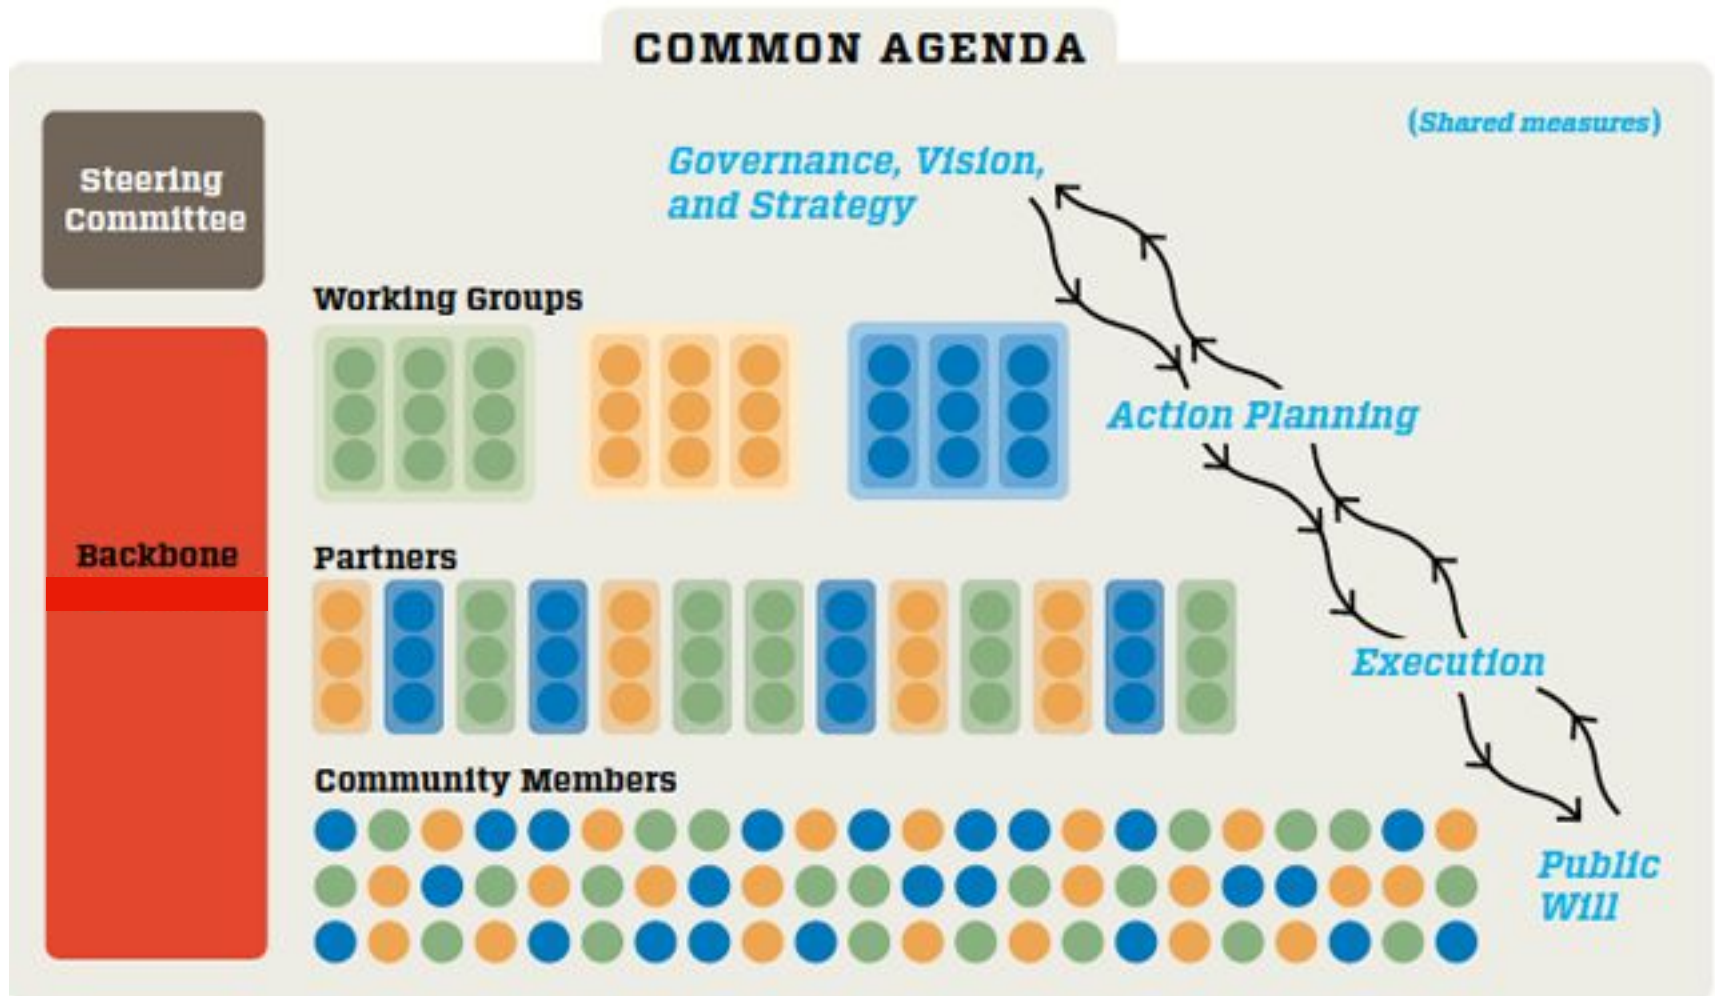 COMMON AGENDA
(Shared measures)
Steering
Committee
Governance, Vision,
and Strategy
Working Groups
Action Planning
Backbone
Partners
Execution
Community Members
Public
Will